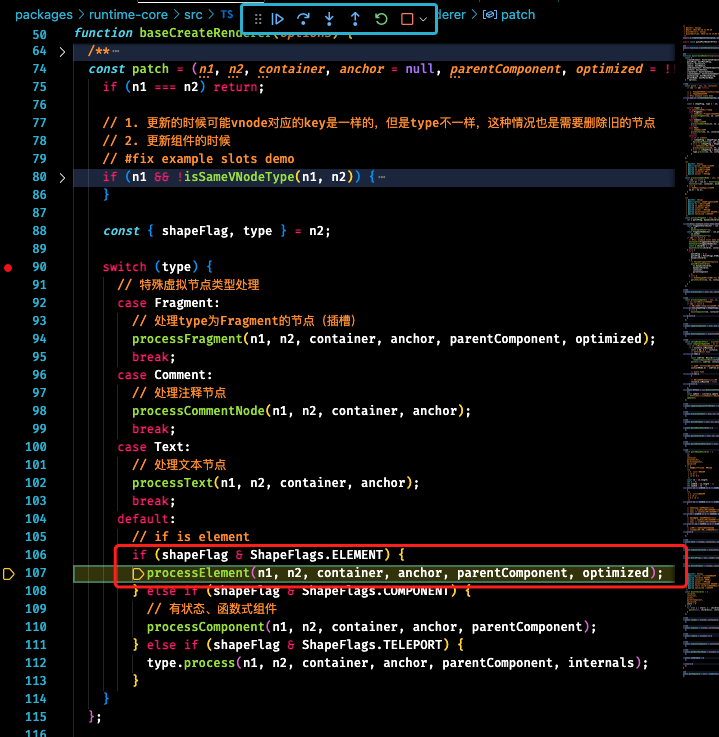 packages > runtime-core > src > TS
derer > patch
50 function baseCreateRenderer(options) {
64 /** ⋯
74 const patch = (n1, n2, container, anchor = null, parentComponent, optimized = !
75 if (n1 === n2) return;
76
77 // 1. 更新的时候可能vnode对应的key是一样的，但是type不一样，这种情况也是需要删除旧的节点
78 // 2. 更新组件的时候
79 // #fix example slots demo
80 if (n1 && !isSameVNodeType(n1, n2)) { ⋯
86 }
87
88 const { shapeFlag, type } = n2;
89
90 switch (type) {
91 // 特殊虚拟节点类型处理
92 case Fragment:
93 // 处理type为Fragment的节点（插槽）
94 processFragment(n1, n2, container, anchor, parentComponent, optimized);
95 break;
96 case Comment:
97 // 处理注释节点
98 processCommentNode(n1, n2, container, anchor);
99 break;
100 case Text:
101 // 处理文本节点
102 processText(n1, n2, container, anchor);
103 break;
104 default:
105 // if is element
106 if (shapeFlag & ShapeFlags.ELEMENT) {
107 processElement(n1, n2, container, anchor, parentComponent, optimized);
108 } else if (shapeFlag & ShapeFlags.COMPONENT) {
109 // 有状态、函数式组件
110 processComponent(n1, n2, container, anchor, parentComponent);
111 } else if (shapeFlag & ShapeFlags.TELEPORT) {
112 type.process(n1, n2, container, anchor, parentComponent, internals);
113 }
114 }
115 };
116